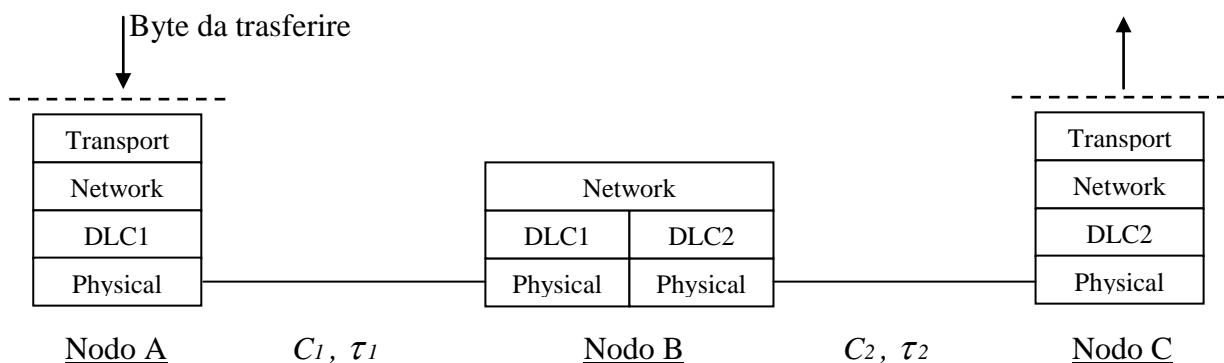 Byte da trasferire
Transport
Network
DLC1
Physical
Network
DLC1
DLC2
Physical
Physical
Transport
Network
DLC2
Physical
Nodo A
C1 , τ1
Nodo B
C2 , τ2
Nodo C